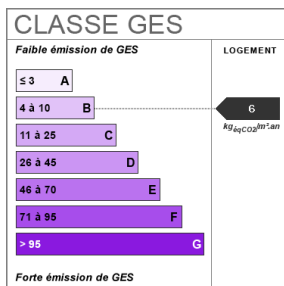 CLASSE GES
Faible émission de GES
LOGEMENT
≤ 3 A
4 à 10 B
6
kgéqCO2/m².an
11 à 25 C
26 à 45 D
46 à 70 E
71 à 95 F
> 95 G
Forte émission de GES